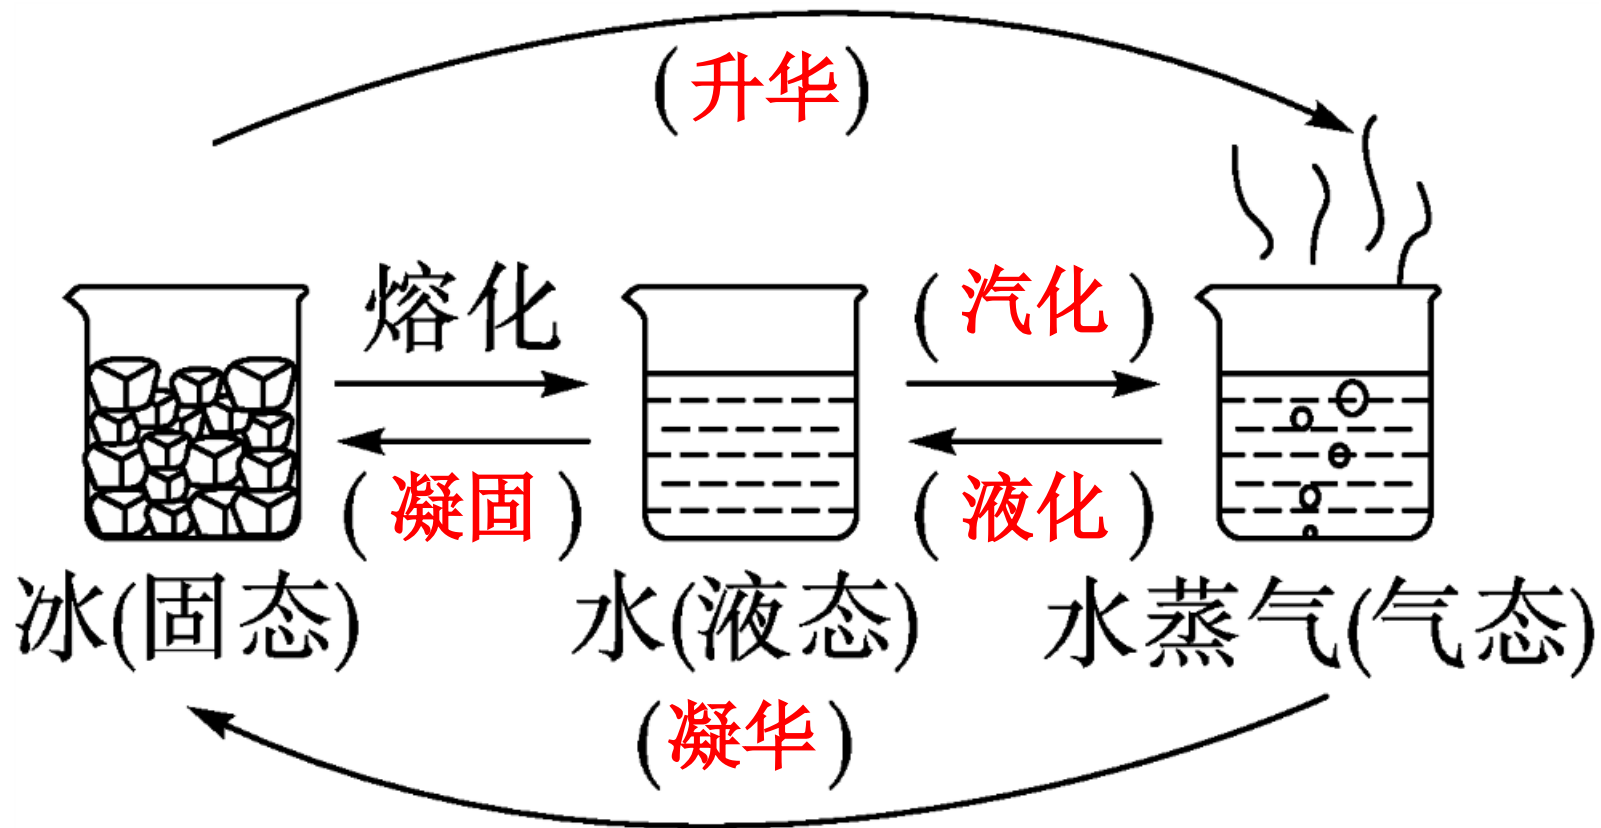 (升华)
熔化
(汽化)
(凝固)
(液化)
冰(固态)
水(液态)
水蒸气(气态)
(凝华)